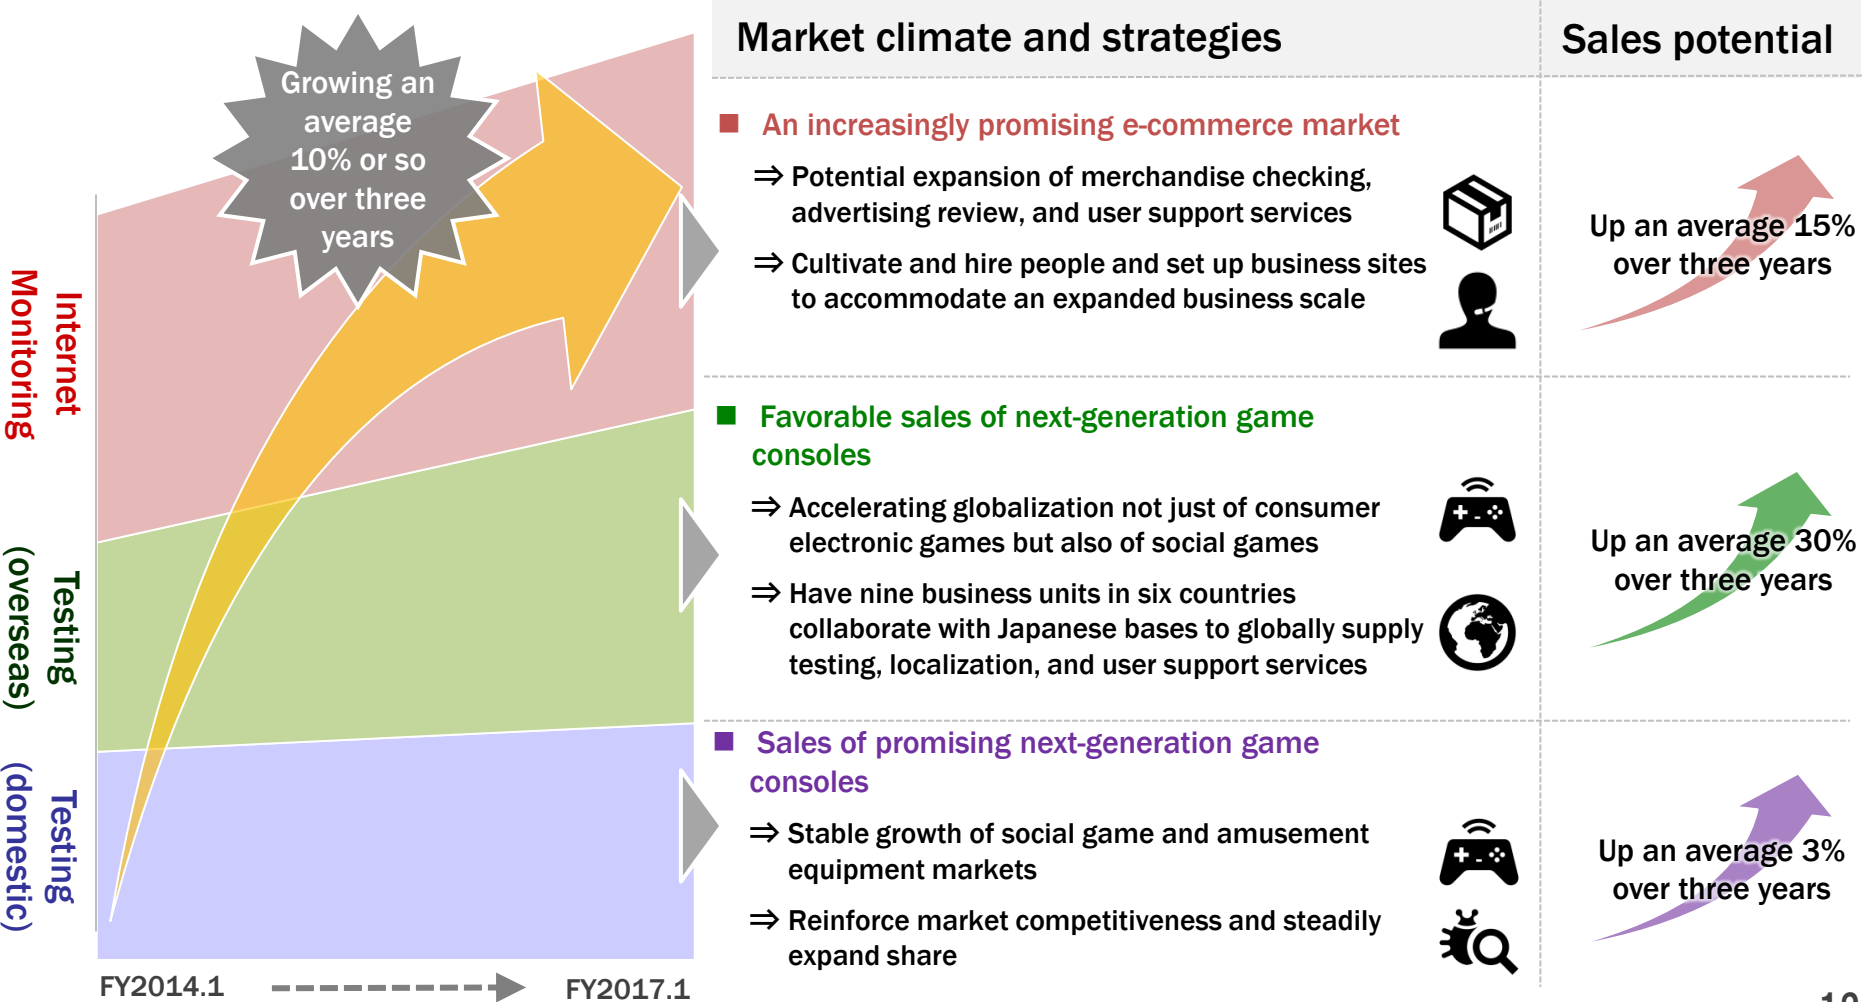 Market climate and strategies
Sales potential
Growing an
average
10% or so
over three
years
Internet
Monitoring
Testing
(overseas)
Testing
(domestic)
FY2014.1
FY2017.1
■ An increasingly promising e-commerce market
⇒ Potential expansion of merchandise checking,
advertising review, and user support services
⇒ Cultivate and hire people and set up business sites
to accommodate an expanded business scale
Up an average 15%
over three years
■ Favorable sales of next-generation game
consoles
⇒ Accelerating globalization not just of consumer
electronic games but also of social games
⇒ Have nine business units in six countries
collaborate with Japanese bases to globally supply
testing, localization, and user support services
Up an average 30%
over three years
■ Sales of promising next-generation game
consoles
⇒ Stable growth of social game and amusement
equipment markets
⇒ Reinforce market competitiveness and steadily
expand share
Up an average 3%
over three years